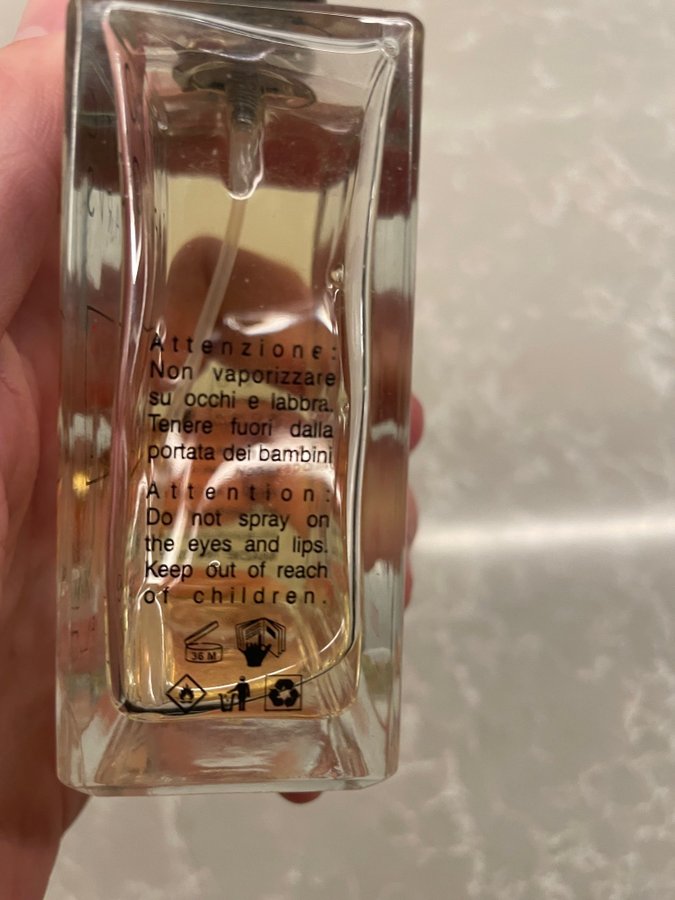 Attenzione:
Non vaporizzare
su occhi e labbra.
Tenere fuori dalla
portata dei bambini
Attention:
Do not spray on
the eyes and lips.
Keep out of reach
of children.
36 M